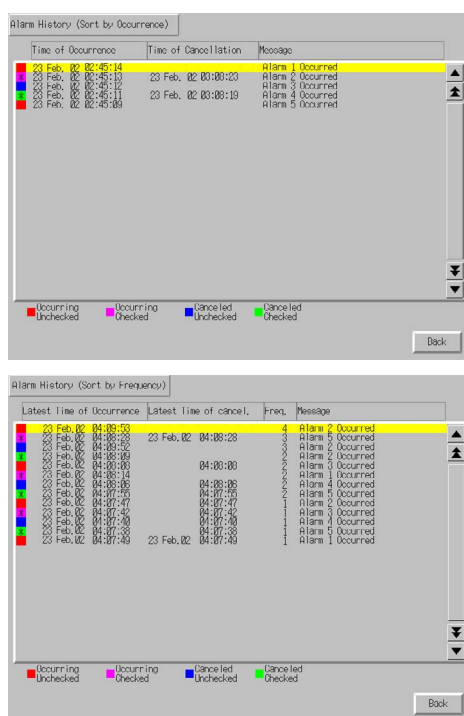 Alarm History (Sort by Occurrence)
Time of Occurrence Time of Cancellation Message
23 Feb. 02 02:45:14 Alarm 1 Occurred
23 Feb. 02 02:45:13 23 Feb. 02 03:08:23 Alarm 2 Occurred
23 Feb. 02 02:45:12 Alarm 3 Occurred
23 Feb. 02 02:45:11 23 Feb. 02 03:08:19 Alarm 4 Occurred
23 Feb. 02 02:45:09 Alarm 5 Occurred
Occurring Unchecked Occurring Checked Canceled Unchecked Canceled Checked
Back
Alarm History (Sort by Frequency)
Latest Time of Occurrence Latest Time of cancel. Freq. Message
23 Feb.02 04:09:53 4 Alarm 2 Occurred
23 Feb.02 04:08:28 23 Feb.02 04:08:28 3 Alarm 5 Occurred
23 Feb.02 04:08:52 3 Alarm 2 Occurred
23 Feb.02 04:08:09 2 Alarm 2 Occurred
23 Feb.02 04:08:08 04:08:08 2 Alarm 3 Occurred
23 Feb.02 04:08:14 2 Alarm 1 Occurred
23 Feb.02 04:08:06 04:08:06 2 Alarm 4 Occurred
23 Feb.02 04:07:55 04:07:55 2 Alarm 5 Occurred
23 Feb.02 04:07:47 04:07:47 1 Alarm 2 Occurred
23 Feb.02 04:07:42 04:07:42 1 Alarm 3 Occurred
23 Feb.02 04:07:40 04:07:40 1 Alarm 4 Occurred
23 Feb.02 04:07:38 04:07:38 1 Alarm 5 Occurred
23 Feb.02 04:07:49 23 Feb.02 04:07:49 1 Alarm 1 Occurred
Occurring Unchecked Occurring Checked Canceled Unchecked Canceled Checked
Back